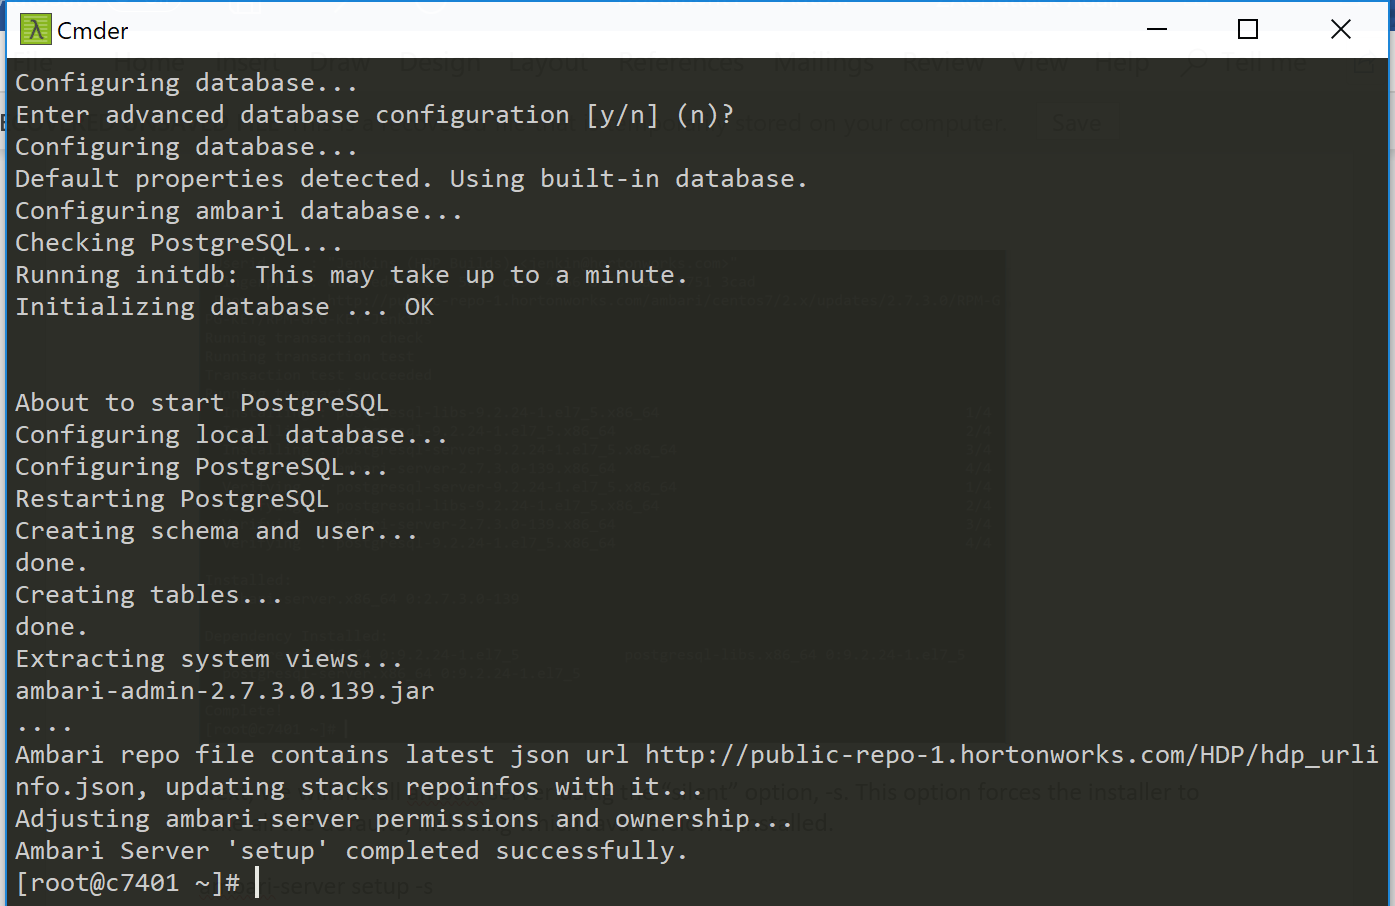 Cmder
Configuring database...
Enter advanced database configuration [y/n] (n)?
Configuring database...
Default properties detected. Using built-in database.
Configuring ambari database...
Checking PostgreSQL...
Running initdb: This may take up to a minute.
Initializing database ... OK
About to start PostgreSQL
Configuring local database...
Configuring PostgreSQL...
Restarting PostgreSQL
Creating schema and user...
done.
Creating tables...
done.
Extracting system views...
ambari-admin-2.7.3.0.139.jar
....
Ambari repo file contains latest json url http://public-repo-1.hortonworks.com/HDP/hdp_urli
nfo.json, updating stacks repoinfos with it...
Adjusting ambari-server permissions and ownership...
Ambari Server 'setup' completed successfully.
[root@c7401 ~]#